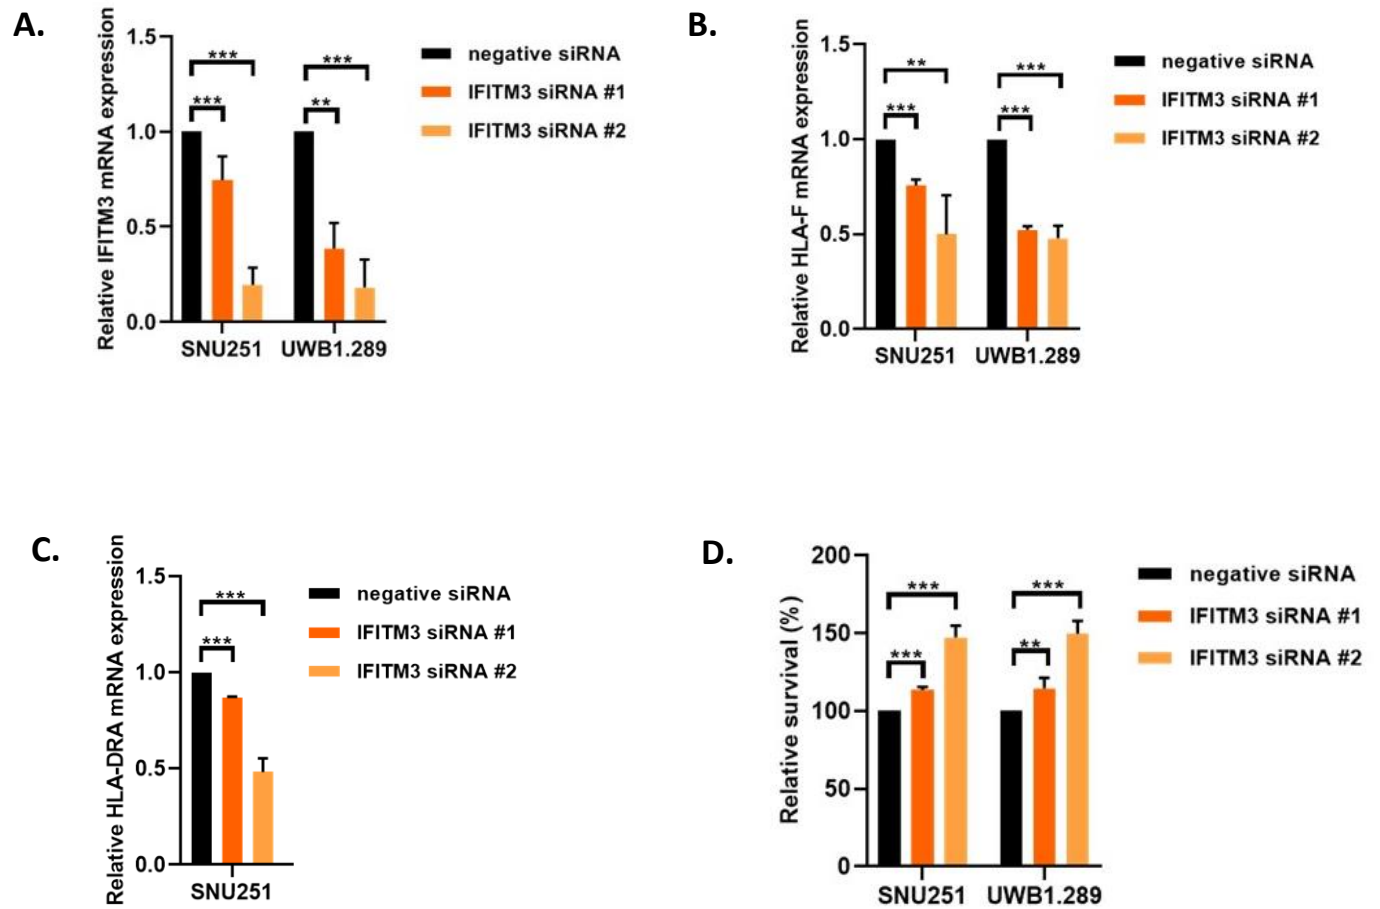 A.
Relative IFITM3 mRNA expression
1.5
1.0
0.5
0.0
***
***
***
**
SNU251
UWB1.289
negative siRNA
IFITM3 siRNA #1
IFITM3 siRNA #2
B.
Relative HLA-F mRNA expression
1.5
1.0
0.5
0.0
**
***
***
***
SNU251
UWB1.289
negative siRNA
IFITM3 siRNA #1
IFITM3 siRNA #2
C.
Relative HLA-DRA mRNA expression
1.5
1.0
0.5
0.0
***
***
SNU251
negative siRNA
IFITM3 siRNA #1
IFITM3 siRNA #2
D.
Relative survival (%)
200
150
100
50
0
***
***
***
**
SNU251
UWB1.289
negative siRNA
IFITM3 siRNA #1
IFITM3 siRNA #2